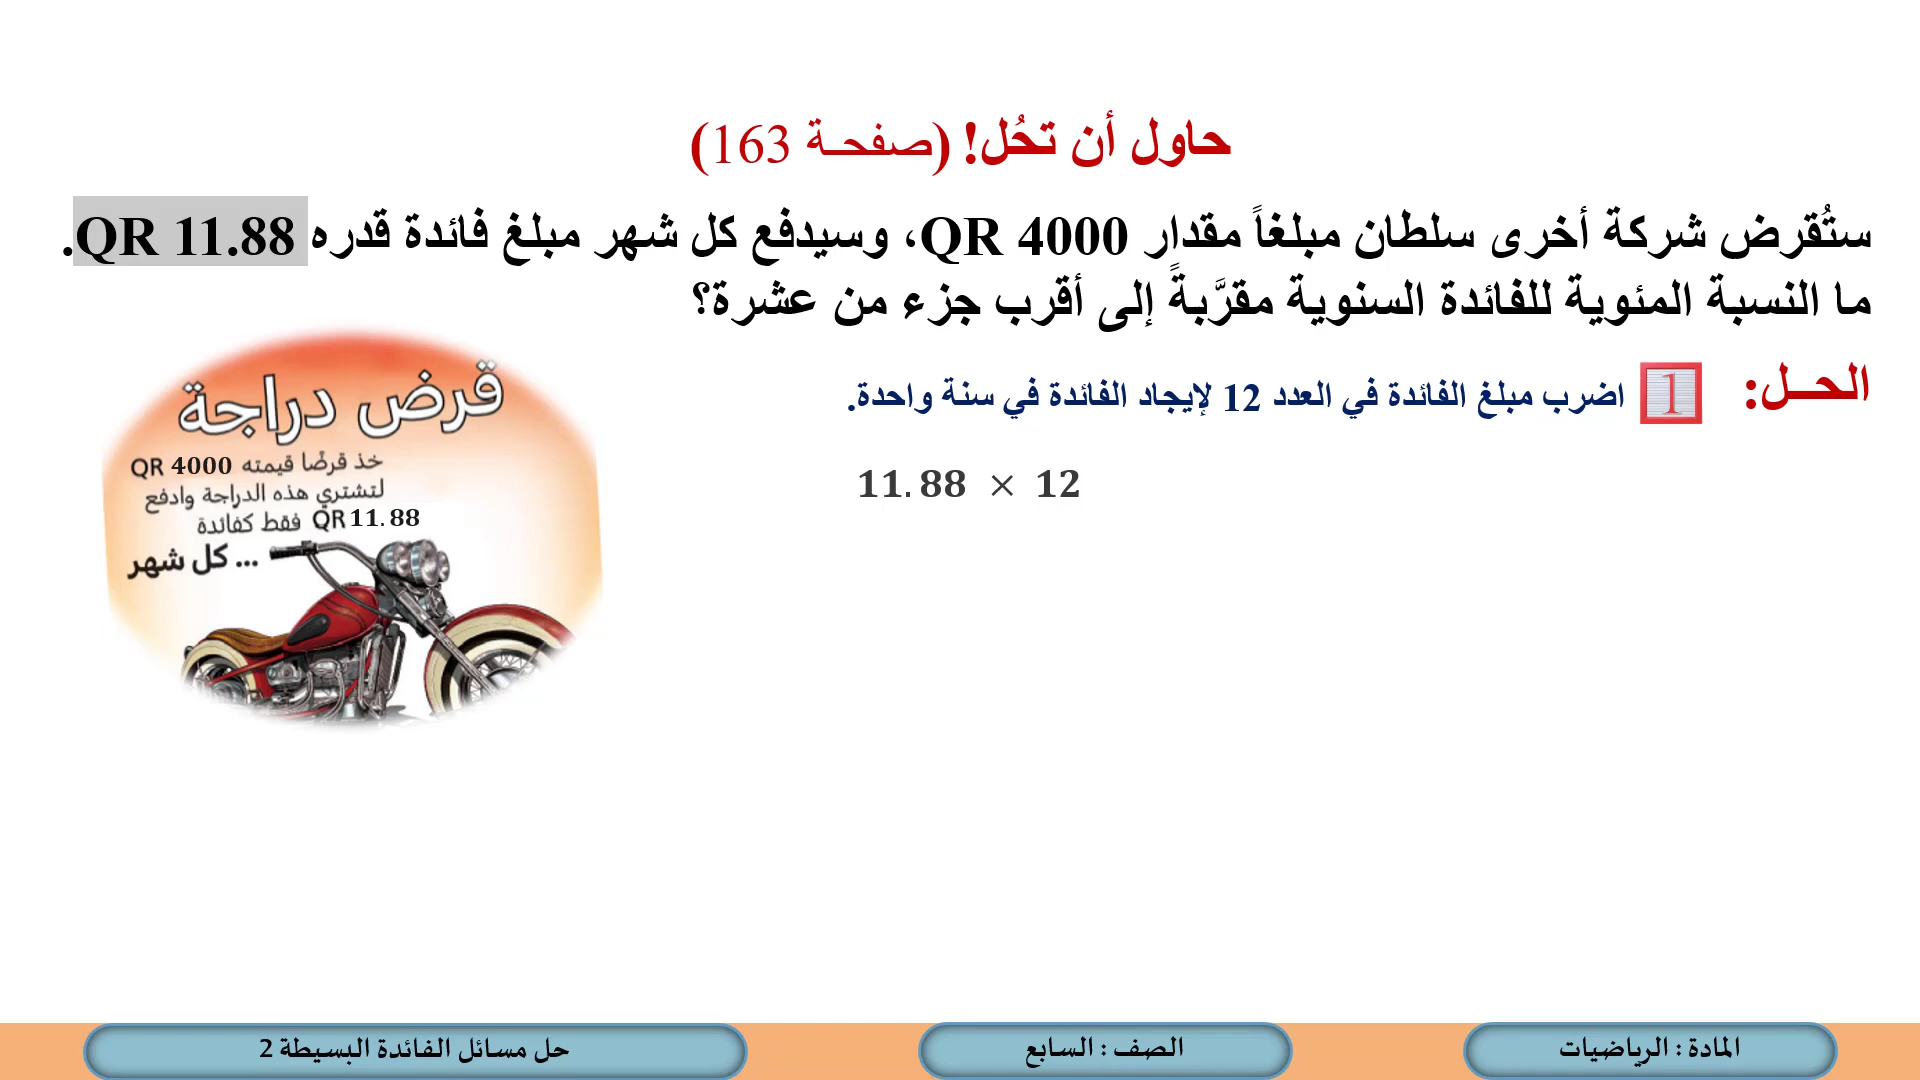 حاول أن تحُل! (صفحـة 163)
ستُقرض شركة أخرى سلطان مبلغاً مقدار QR 4000، وسيدفع كل شهر مبلغ فائدة قدره QR 11.88.
ما النسبة المئوية للفائدة السنوية مقرَّبةً إلى أقرب جزء من عشرة؟
الحــل:
1 اضرب مبلغ الفائدة في العدد 12 لإيجاد الفائدة في سنة واحدة.
11.88 × 12
قرض دراجة
خذ قرضًا قيمته QR 4000
لتشتري هذه الدراجة وادفع
QR 11.88 فقط كفائدة
... كل شهر
المادة : الرياضيات
الصف : السابع
حل مسائل الفائدة البسيطة 2